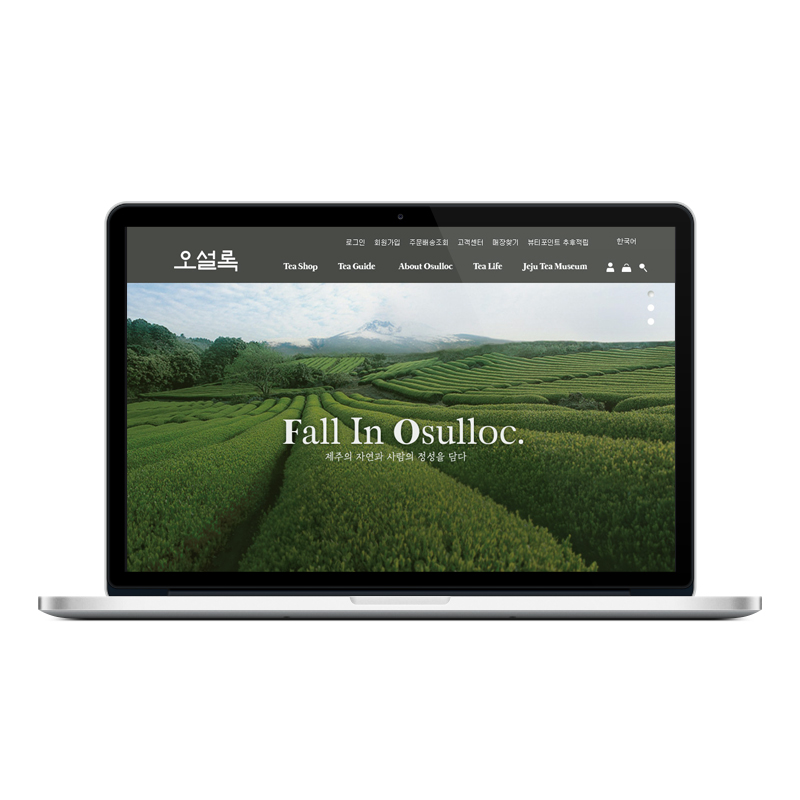 로그인 회원가입 주문배송조회 고객센터 매장찾기 뷰티포인트 추후적립 한국어
오설록
Tea Shop Tea Guide About Osulloc Tea Life Jeju Tea Museum
Fall In Osulloc.
제주의 자연과 사람의 정성을 담다